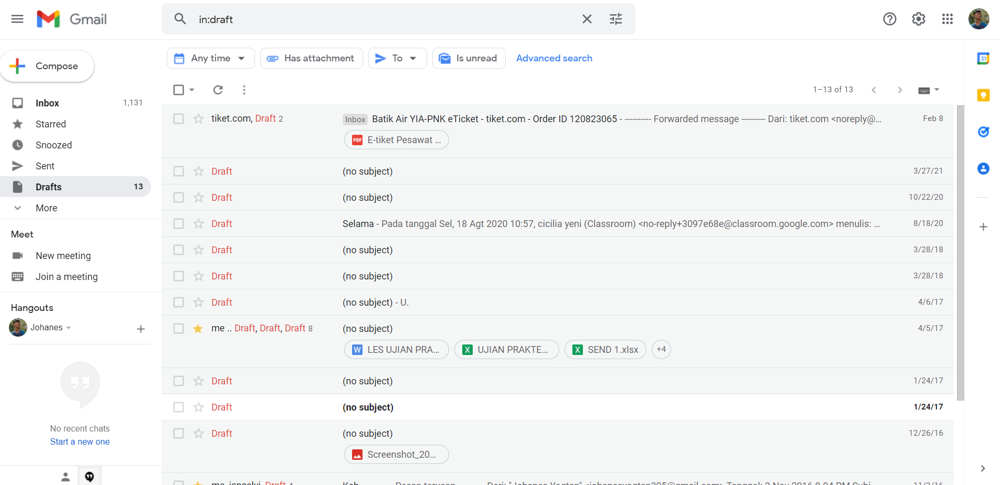 Gmail
in:draft
Compose
Any time
Has attachment
To
Is unread
Advanced search
1–13 of 13
Inbox 1,131
Starred
Snoozed
Sent
Drafts 13
More
Meet
New meeting
Join a meeting
Hangouts
Johanes
No recent chats
Start a new one
tiket.com, Draft 2 Inbox Batik Air YIA-PNK eTicket - tiket.com - Order ID 120823065 - ---------- Forwarded message --------- Dari: tiket.com <noreply@... Feb 8
PDF E-tiket Pesawat ...
Draft (no subject) 3/27/21
Draft (no subject) 10/22/20
Draft Selama - Pada tanggal Sel, 18 Agt 2020 10:57, cicilia yeni (Classroom) <no-reply+3097e68e@classroom.google.com> menulis: ... 8/18/20
Draft (no subject) 3/28/18
Draft (no subject) 3/28/18
Draft (no subject) - U. 4/6/17
me .. Draft, Draft, Draft 8 (no subject) 4/5/17
W LES UJIAN PRA... X UJIAN PRAKTE... X SEND 1.xlsx +4
Draft (no subject) 1/24/17
Draft (no subject) 1/24/17
Draft (no subject) 12/26/16
Screenshot_20...
31